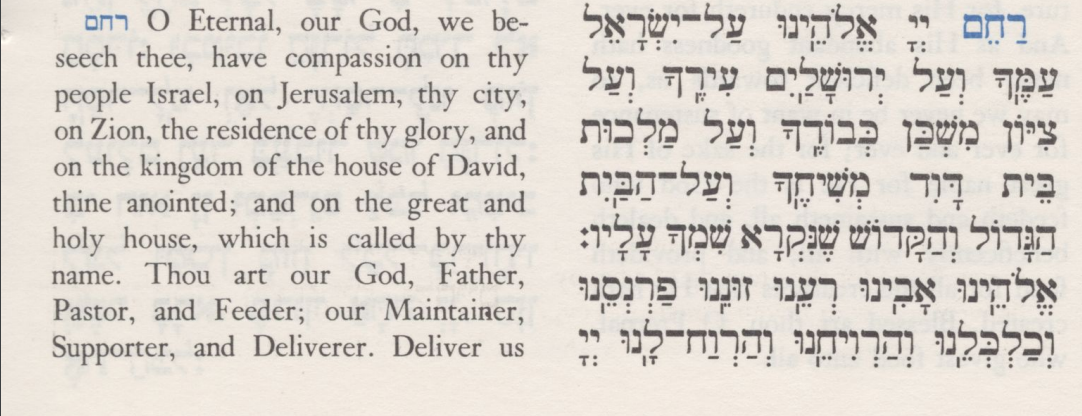 רחם O Eternal, our God, we be-
seech thee, have compassion on thy
people Israel, on Jerusalem, thy city,
on Zion, the residence of thy glory, and
on the kingdom of the house of David,
thine anointed; and on the great and
holy house, which is called by thy
name. Thou art our God, Father,
Pastor, and Feeder; our Maintainer,
Supporter, and Deliverer. Deliver us
רַחֵם יְיָ אֱלֹהֵינוּ עַל־יִשְׂרָאֵל
עַמֶּךָ וְעַל יְרוּשָׁלַיִם עִירֶךָ וְעַל
צִיּוֹן מִשְׁכַּן כְּבוֹדֶךָ וְעַל מַלְכוּת
בֵּית דָּוִד מְשִׁיחֶךָ וְעַל־הַבַּיִת
הַגָּדוֹל וְהַקָּדוֹשׁ שֶׁנִּקְרָא שִׁמְךָ עָלָיו:
אֱלֹהֵינוּ אָבִינוּ רְעֵנוּ זוּנֵנוּ פַּרְנְסֵנוּ
וְכַלְכְּלֵנוּ וְהַרְוִיחֵנוּ וְהַרְוַח־לָנוּ יְיָ